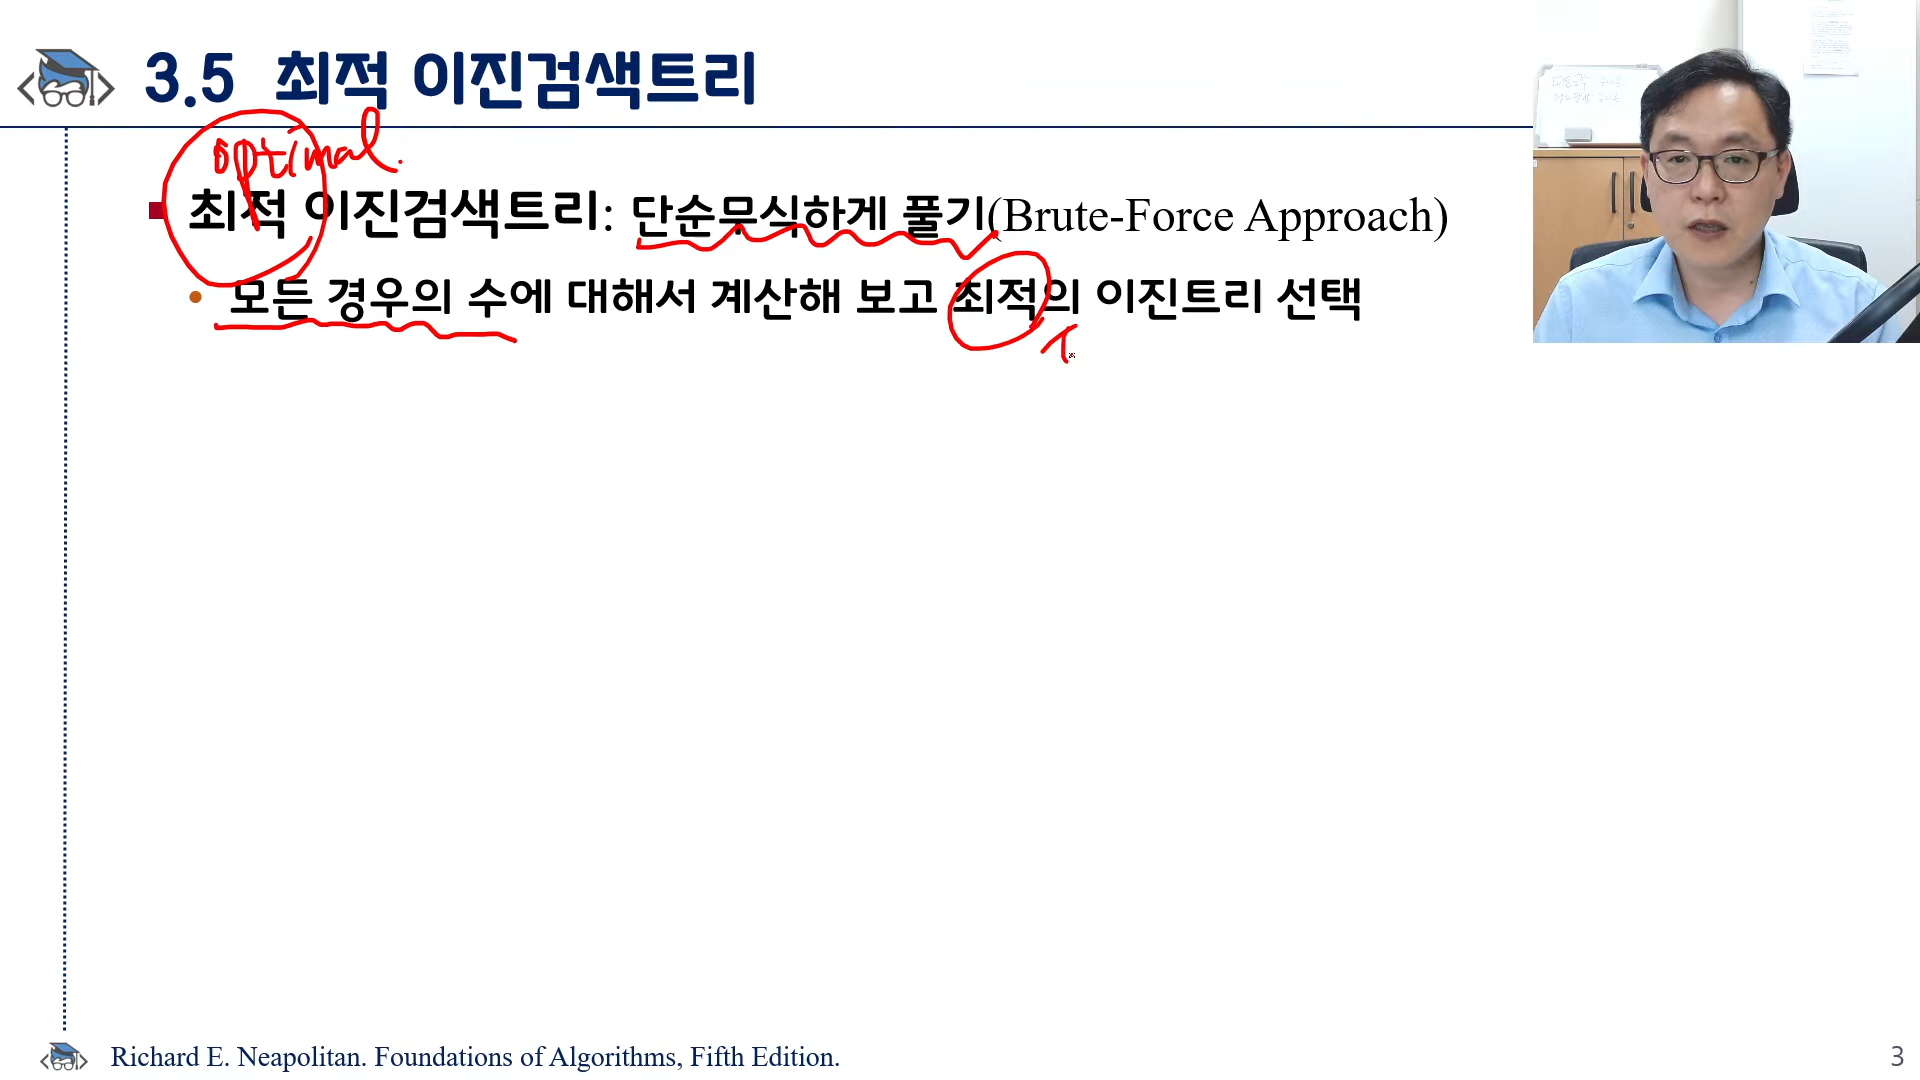 3.5 최적 이진검색트리
optimal.
최적 이진검색트리: 단순무식하게 풀기(Brute-Force Approach)
모든 경우의 수에 대해서 계산해 보고 최적의 이진트리 선택
Richard E. Neapolitan. Foundations of Algorithms, Fifth Edition.
3